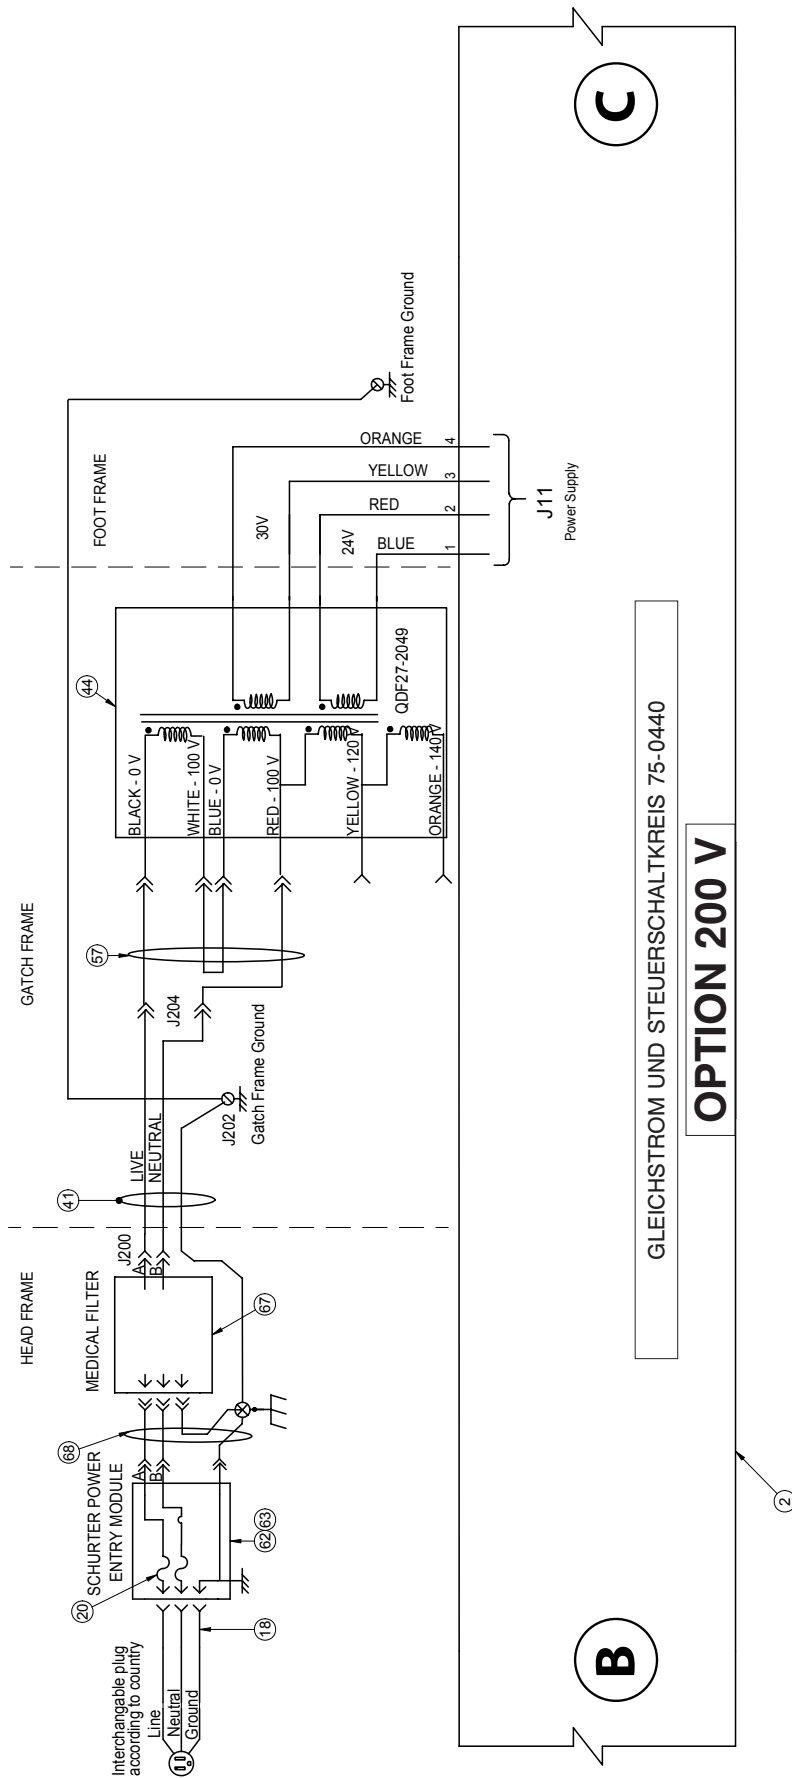 HEAD FRAME
GATCH FRAME
FOOT FRAME
Interchangable plug
according to country
Line
Neutral
Ground
18
20
SCHURTER POWER
ENTRY MODULE
A
B
62 63
68
MEDICAL FILTER
67
J200
A
B
41
LIVE
NEUTRAL
J202
Gatch Frame Ground
J204
57
44
BLACK - 0 V
WHITE - 100 V
BLUE - 0 V
RED - 100 V
YELLOW - 120 V
ORANGE - 140 V
QDF27-2049
30V
24V
ORANGE 4
YELLOW 3
RED 2
BLUE 1
J11
Power Supply
Foot Frame Ground
B
C
GLEICHSTROM UND STEUERSCHALTKREIS 75-0440
OPTION 200 V
2